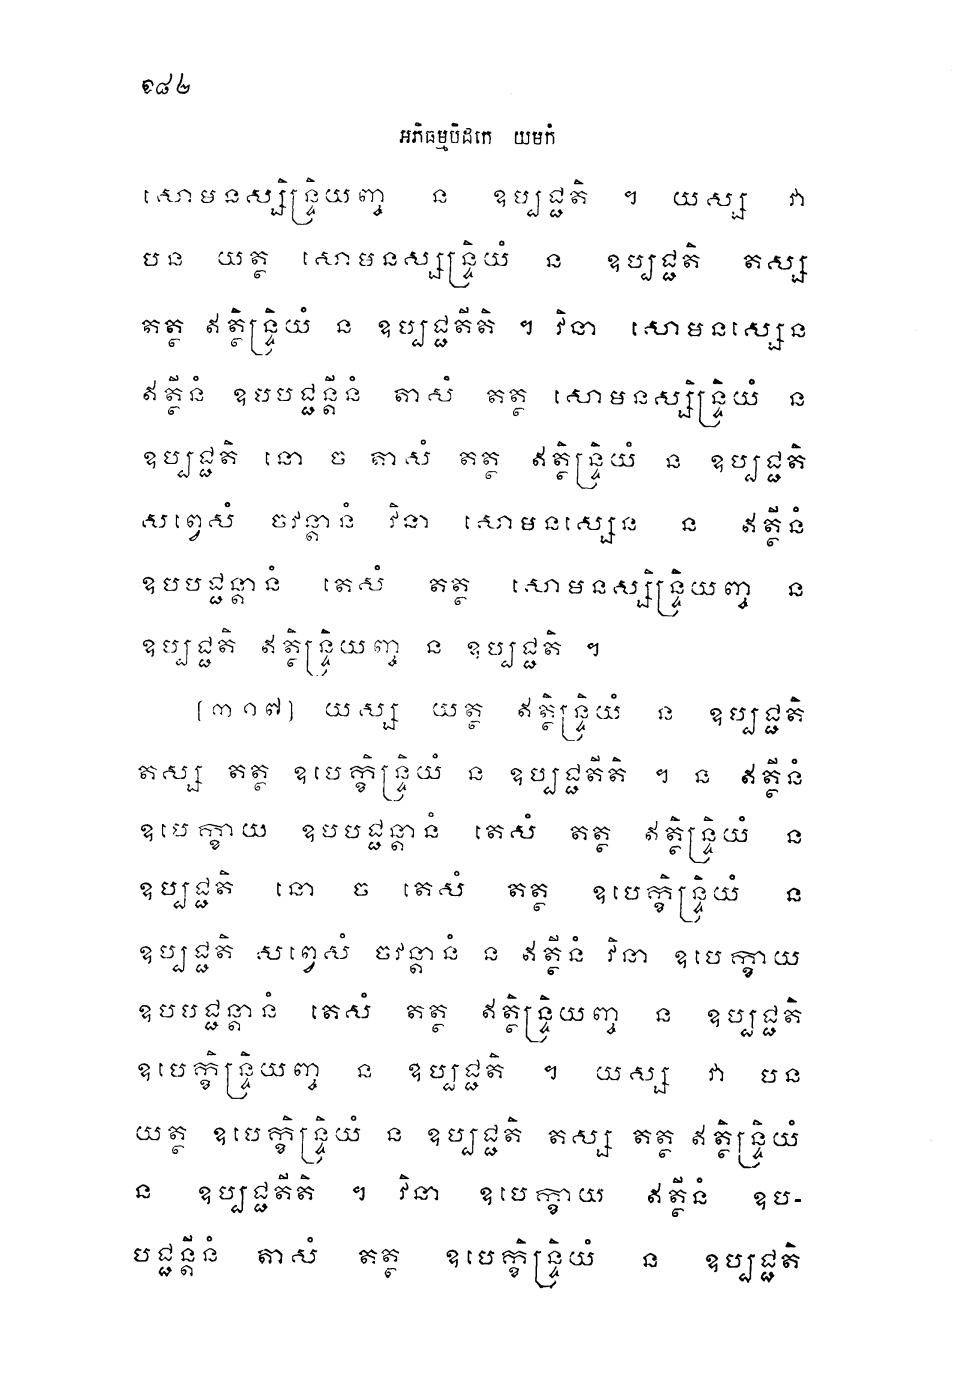 ១៨២
អភិធម្មបិដកេ យមកំ
សោមនស្សិន្ទ្រិយញ្ច ន ឧប្បជ្ជតិ ។ យស្ស វា
បន យត្ថ សោមនស្សន្ទ្រិយំ ន ឧប្បជ្ជតិ តស្ស
តត្ថ ឥត្ថិន្ទ្រិយំ ន ឧប្បជ្ជតីតិ ។ វិនា សោមនស្សេន
ឥត្ថីនំ ឧបបជ្ជន្តីនំ តាសំ តត្ថ សោមនស្សិន្ទ្រិយំ ន
ឧប្បជ្ជតិ នោ ច តាសំ តត្ថ ឥត្ថិន្ទ្រិយំ ន ឧប្បជ្ជតិ
សព្វេសំ ចវន្តានំ វិនា សោមនស្សេន ន ឥត្ថីនំ
ឧបបជ្ជន្តានំ តេសំ តត្ថ សោមនស្សិន្ទ្រិយញ្ច ន
ឧប្បជ្ជតិ ឥត្ថិន្ទ្រិយញ្ច ន ឧប្បជ្ជតិ ។
[៣១៧] យស្ស យត្ថ ឥត្ថិន្ទ្រិយំ ន ឧប្បជ្ជតិ
តស្ស តត្ថ ឧបេក្ខិន្ទ្រិយំ ន ឧប្បជ្ជតីតិ ។ ន ឥត្ថីនំ
ឧបេក្ខាយ ឧបបជ្ជន្តានំ តេសំ តត្ថ ឥត្ថិន្ទ្រិយំ ន
ឧប្បជ្ជតិ នោ ច តេសំ តត្ថ ឧបេក្ខិន្ទ្រិយំ ន
ឧប្បជ្ជតិ សព្វេសំ ចវន្តានំ ន ឥត្ថីនំ វិនា ឧបេក្ខាយ
ឧបបជ្ជន្តានំ តេសំ តត្ថ ឥត្ថិន្ទ្រិយញ្ច ន ឧប្បជ្ជតិ
ឧបេក្ខិន្ទ្រិយញ្ច ន ឧប្បជ្ជតិ ។ យស្ស វា បន
យត្ថ ឧបេក្ខិន្ទ្រិយំ ន ឧប្បជ្ជតិ តស្ស តត្ថ ឥត្ថិន្ទ្រិយំ
ន ឧប្បជ្ជតីតិ ។ វិនា ឧបេក្ខាយ ឥត្ថីនំ ឧប-
បជ្ជន្តីនំ តាសំ តត្ថ ឧបេក្ខិន្ទ្រិយំ ន ឧប្បជ្ជតិ